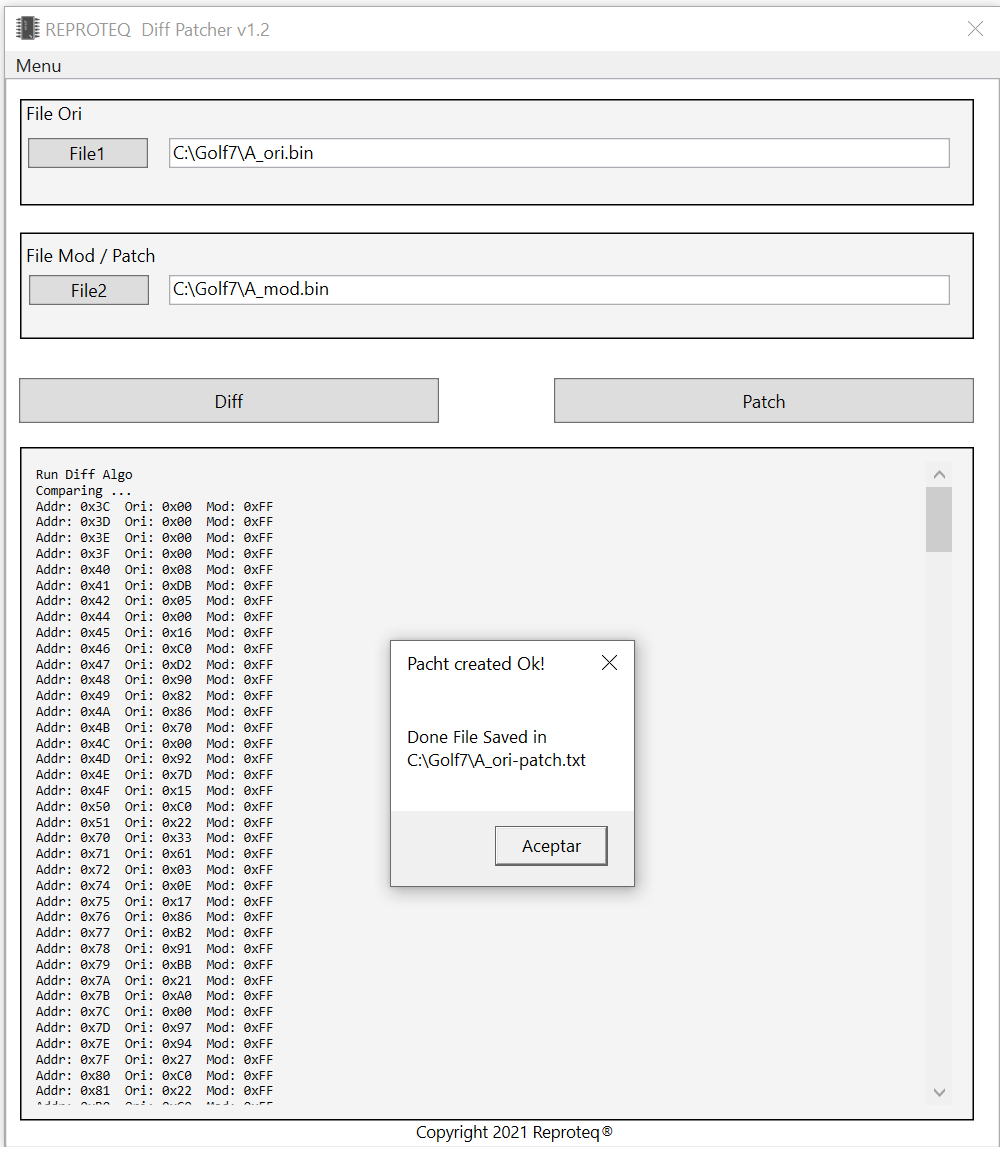 REPROTEQ Diff Patcher v1.2
Menu
File Ori
File1 C:\Golf7\A_ori.bin
File Mod / Patch
File2 C:\Golf7\A_mod.bin
Diff Patch
Run Diff Algo
Comparing ...
Addr: 0x3C Ori: 0x00 Mod: 0xFF
Addr: 0x3D Ori: 0x00 Mod: 0xFF
Addr: 0x3E Ori: 0x00 Mod: 0xFF
Addr: 0x3F Ori: 0x00 Mod: 0xFF
Addr: 0x40 Ori: 0x08 Mod: 0xFF
Addr: 0x41 Ori: 0xDB Mod: 0xFF
Addr: 0x42 Ori: 0x05 Mod: 0xFF
Addr: 0x44 Ori: 0x00 Mod: 0xFF
Addr: 0x45 Ori: 0x16 Mod: 0xFF
Addr: 0x46 Ori: 0xC0 Mod: 0xFF
Addr: 0x47 Ori: 0xD2 Mod: 0xFF
Addr: 0x48 Ori: 0x90 Mod: 0xFF
Addr: 0x49 Ori: 0x82 Mod: 0xFF
Addr: 0x4A Ori: 0x86 Mod: 0xFF
Addr: 0x4B Ori: 0x70 Mod: 0xFF
Addr: 0x4C Ori: 0x00 Mod: 0xFF
Addr: 0x4D Ori: 0x92 Mod: 0xFF
Addr: 0x4E Ori: 0x7D Mod: 0xFF
Addr: 0x4F Ori: 0x15 Mod: 0xFF
Addr: 0x50 Ori: 0xC0 Mod: 0xFF
Addr: 0x51 Ori: 0x22 Mod: 0xFF
Addr: 0x70 Ori: 0x33 Mod: 0xFF
Addr: 0x71 Ori: 0x61 Mod: 0xFF
Addr: 0x72 Ori: 0x03 Mod: 0xFF
Addr: 0x74 Ori: 0x0E Mod: 0xFF
Addr: 0x75 Ori: 0x17 Mod: 0xFF
Addr: 0x76 Ori: 0x86 Mod: 0xFF
Addr: 0x77 Ori: 0xB2 Mod: 0xFF
Addr: 0x78 Ori: 0x91 Mod: 0xFF
Addr: 0x79 Ori: 0xBB Mod: 0xFF
Addr: 0x7A Ori: 0x21 Mod: 0xFF
Addr: 0x7B Ori: 0xA0 Mod: 0xFF
Addr: 0x7C Ori: 0x00 Mod: 0xFF
Addr: 0x7D Ori: 0x97 Mod: 0xFF
Addr: 0x7E Ori: 0x94 Mod: 0xFF
Addr: 0x7F Ori: 0x27 Mod: 0xFF
Addr: 0x80 Ori: 0xC0 Mod: 0xFF
Addr: 0x81 Ori: 0x22 Mod: 0xFF
Pacht created Ok!
Done File Saved in
C:\Golf7\A_ori-patch.txt
Aceptar
Copyright 2021 Reproteq®